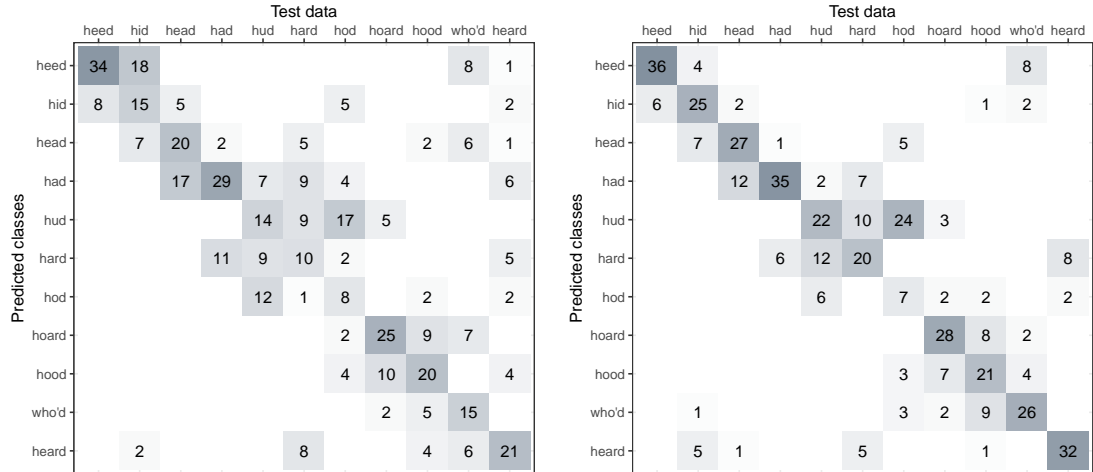 Test data
heed hid head had hud hard hod hoard hood who'd heard
Predicted classes
heed 34 18 8 1
hid 8 15 5 5 2
head 7 20 2 5 2 6 1
had 17 29 7 9 4 6
hud 14 9 17 5
hard 11 9 10 2 5
hod 12 1 8 2 2
hoard 2 25 9 7
hood 4 10 20 4
who'd 2 5 15
heard 2 8 4 6 21
Test data
heed hid head had hud hard hod hoard hood who'd heard
Predicted classes
heed 36 4 8
hid 6 25 2 1 2
head 7 27 1 5
had 12 35 2 7
hud 22 10 24 3
hard 6 12 20 8
hod 6 7 2 2 2
hoard 28 8 2
hood 3 7 21 4
who'd 1 3 2 9 26
heard 5 1 5 1 32